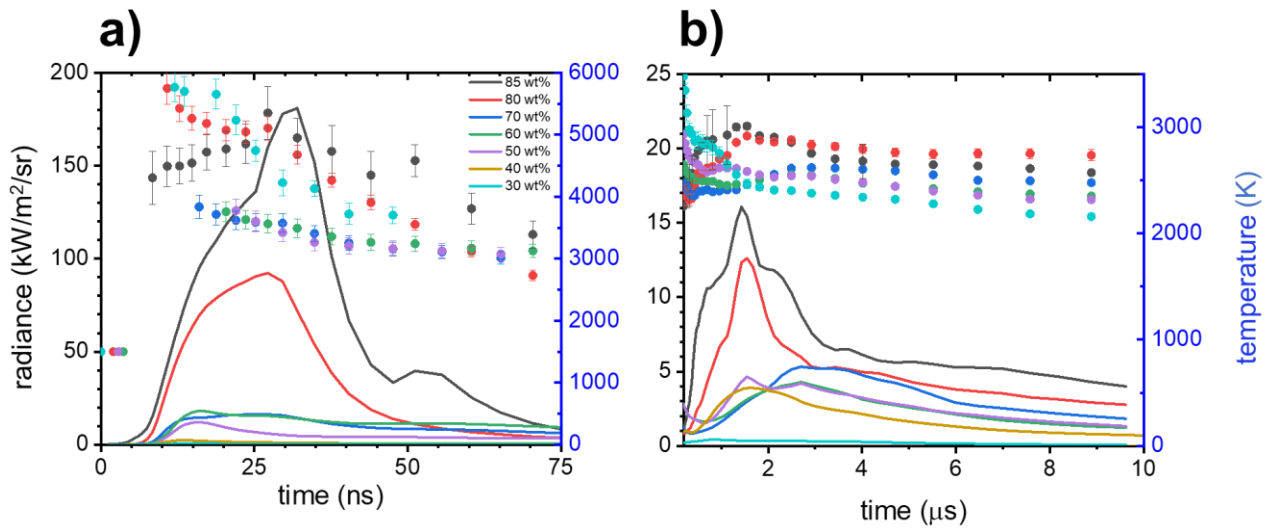 a)
b)
radiance (kW/m²/sr)
200
150
100
50
0
6000
5000
4000
3000
2000
1000
0
85 wt%
80 wt%
70 wt%
60 wt%
50 wt%
40 wt%
30 wt%
0
25
50
75
time (ns)
25
20
15
10
5
0
3000
2000
1000
0
temperature (K)
2
4
6
8
10
time (μs)